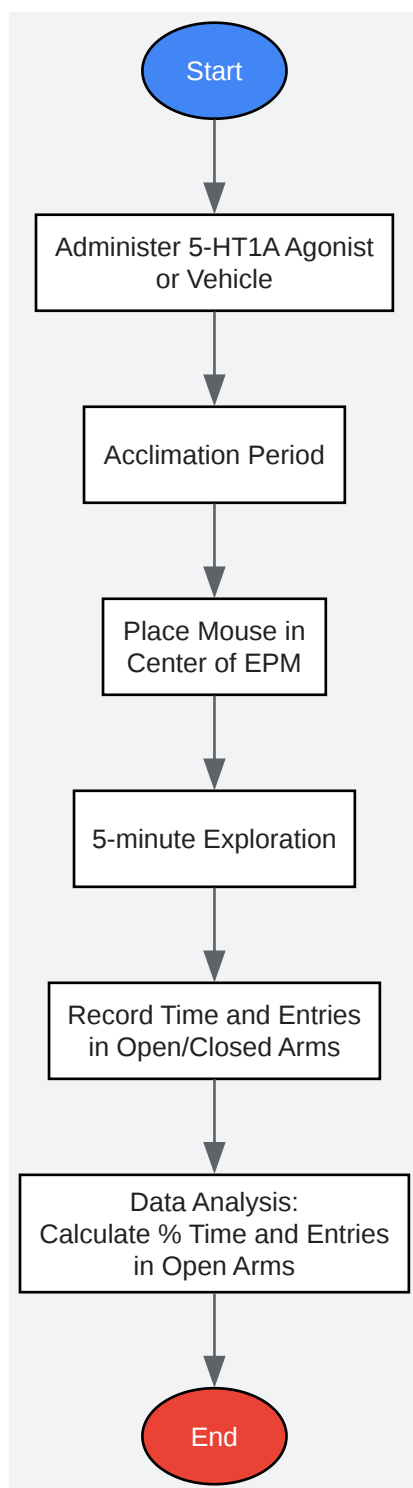 Start
Administer 5-HT1A Agonist
or Vehicle
Acclimation Period
Place Mouse in
Center of EPM
5-minute Exploration
Record Time and Entries
in Open/Closed Arms
Data Analysis:
Calculate % Time and Entries
in Open Arms
End